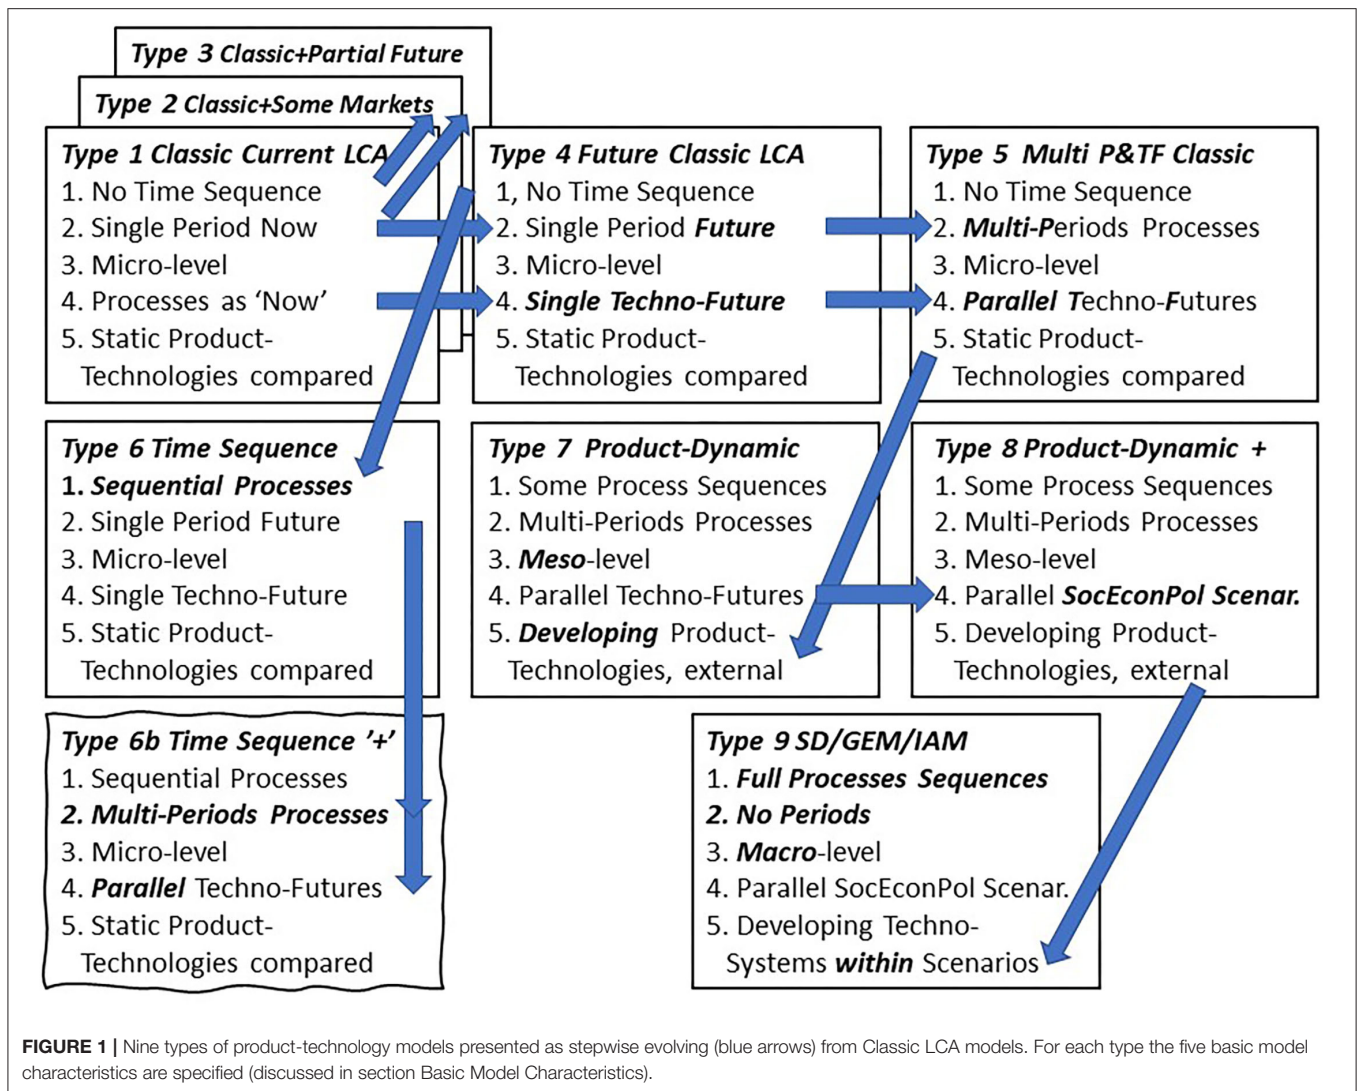 Type 3 Classic+Partial Future
Type 2 Classic+Some Markets
Type 1 Classic Current LCA
1. No Time Sequence
2. Single Period Now
3. Micro-level
4. Processes as ‘Now’
5. Static Product-
Technologies compared
Type 4 Future Classic LCA
1, No Time Sequence
2. Single Period Future
3. Micro-level
4. Single Techno-Future
5. Static Product-
Technologies compared
Type 5 Multi P&TF Classic
1. No Time Sequence
2. Multi-Periods Processes
3. Micro-level
4. Parallel Techno-Futures
5. Static Product-
Technologies compared
Type 6 Time Sequence
1. Sequential Processes
2. Single Period Future
3. Micro-level
4. Single Techno-Future
5. Static Product-
Technologies compared
Type 7 Product-Dynamic
1. Some Process Sequences
2. Multi-Periods Processes
3. Meso-level
4. Parallel Techno-Futures
5. Developing Product-
Technologies, external
Type 8 Product-Dynamic +
1. Some Process Sequences
2. Multi-Periods Processes
3. Meso-level
4. Parallel SocEconPol Scenar.
5. Developing Product-
Technologies, external
Type 6b Time Sequence ’+’
1. Sequential Processes
2. Multi-Periods Processes
3. Micro-level
4. Parallel Techno-Futures
5. Static Product-
Technologies compared
Type 9 SD/GEM/IAM
1. Full Processes Sequences
2. No Periods
3. Macro-level
4. Parallel SocEconPol Scenar.
5. Developing Techno-
Systems within Scenarios
FIGURE 1 | Nine types of product-technology models presented as stepwise evolving (blue arrows) from Classic LCA models. For each type the five basic model
characteristics are specified (discussed in section Basic Model Characteristics).